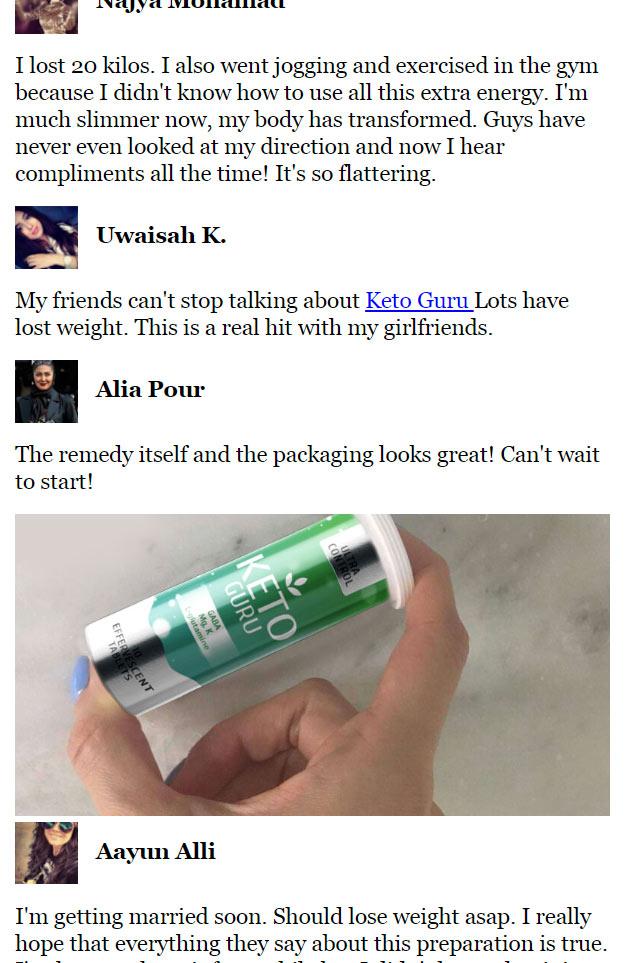 Najya Mohamad
I lost 20 kilos. I also went jogging and exercised in the gym
because I didn't know how to use all this extra energy. I'm
much slimmer now, my body has transformed. Guys have
never even looked at my direction and now I hear
compliments all the time! It's so flattering.
Uwaisah K.
My friends can't stop talking about Keto Guru Lots have
lost weight. This is a real hit with my girlfriends.
Alia Pour
The remedy itself and the packaging looks great! Can't wait
to start!
ULTRA
CONTROL
KETO
GURU
GABA
Mg, K
L-glutamine
10
EFFERVESCENT
TABLETS
Aayun Alli
I'm getting married soon. Should lose weight asap. I really
hope that everything they say about this preparation is true.